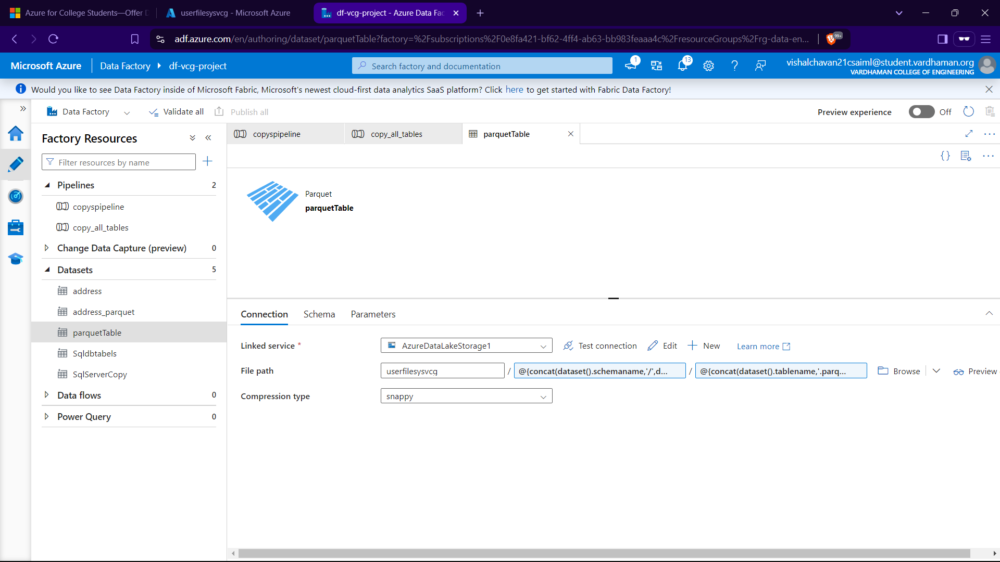 Azure for College Students—Offer D
userfilesysvcg - Microsoft Azure
df-vcg-project - Azure Data Fac
adf.azure.com/en/authoring/dataset/parquetTable?factory=%2Fsubscriptions%2F0e8fa421-bf62-4ff4-ab63-bb983feaaa4c%2FresourceGroups%2Frg-data-en...
99+
Microsoft Azure
Data Factory
df-vcg-project
Search factory and documentation
1
13
vishalchavan21csaiml@student.vardhaman.org
VARDHAMAN COLLEGE OF ENGINEERING
Would you like to see Data Factory inside of Microsoft Fabric, Microsoft's newest cloud-first data analytics SaaS platform? Click here to get started with Fabric Data Factory!
Data Factory
Validate all
Publish all
Preview experience
Off
Factory Resources
copyspipeline
copy_all_tables
parquetTable
Filter resources by name
Pipelines 2
copyspipeline
copy_all_tables
Change Data Capture (preview) 0
Datasets 5
address
address_parquet
parquetTable
Sqldbtabels
SqlServerCopy
Data flows 0
Power Query 0
Parquet
parquetTable
Connection
Schema
Parameters
Linked service *
AzureDataLakeStorage1
Test connection
Edit
New
Learn more
File path
userfilesysvcg / @{concat(dataset().schemaname,'/',d... / @{concat(dataset().tablename,'.parq...
Browse
Preview
Compression type
snappy